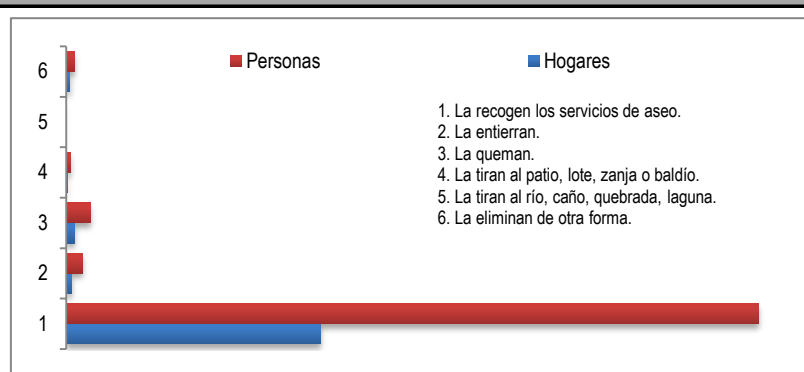 Personas Hogares
1. La recogen los servicios de aseo.
2. La entierran.
3. La queman.
4. La tiran al patio, lote, zanja o baldío.
5. La tiran al río, caño, quebrada, laguna.
6. La eliminan de otra forma.
6
5
4
3
2
1